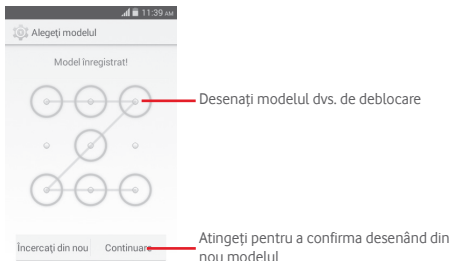 11:39 AM
Alegeți modelul
Model înregistrat!
Desenați modelul dvs. de deblocare
Încercați din nou Continuare
Atingeți pentru a confirma desenând din
nou modelul